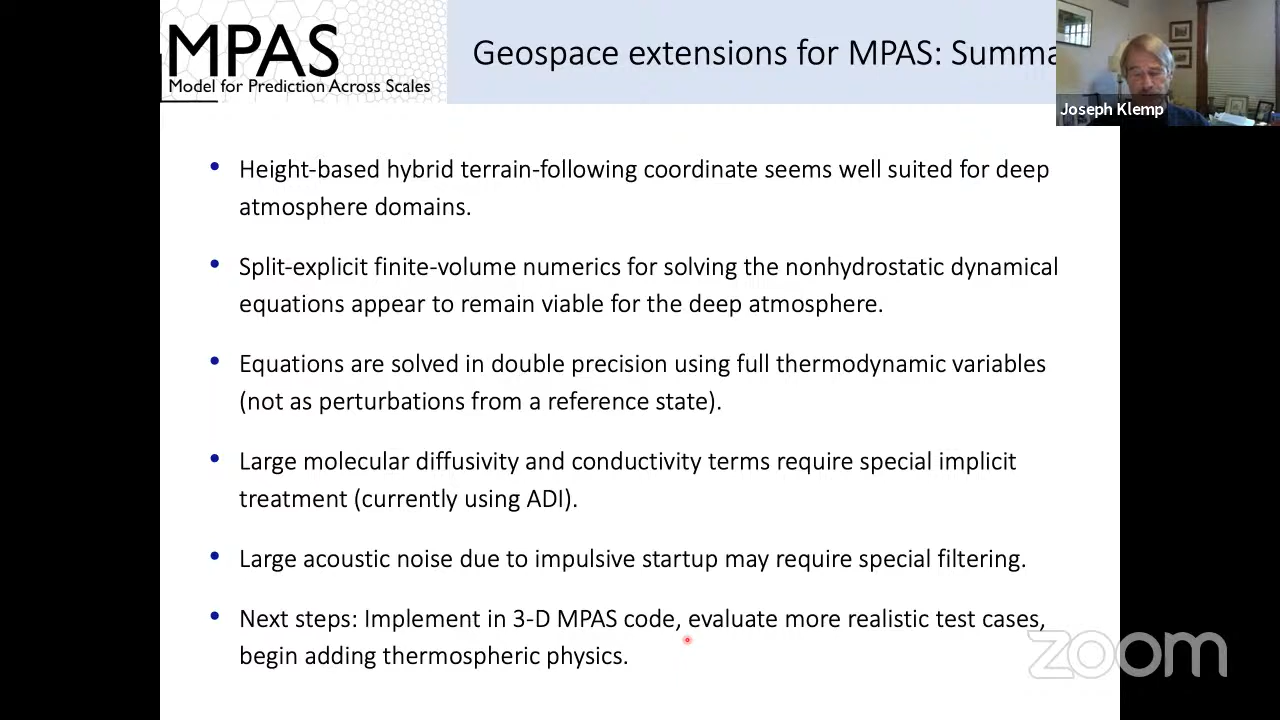 MPAS
Model for Prediction Across Scales
Geospace extensions for MPAS: Summa
Joseph Klemp
• Height-based hybrid terrain-following coordinate seems well suited for deep
atmosphere domains.
• Split-explicit finite-volume numerics for solving the nonhydrostatic dynamical
equations appear to remain viable for the deep atmosphere.
• Equations are solved in double precision using full thermodynamic variables
(not as perturbations from a reference state).
• Large molecular diffusivity and conductivity terms require special implicit
treatment (currently using ADI).
• Large acoustic noise due to impulsive startup may require special filtering.
• Next steps: Implement in 3-D MPAS code, evaluate more realistic test cases,
begin adding thermospheric physics.
zoom